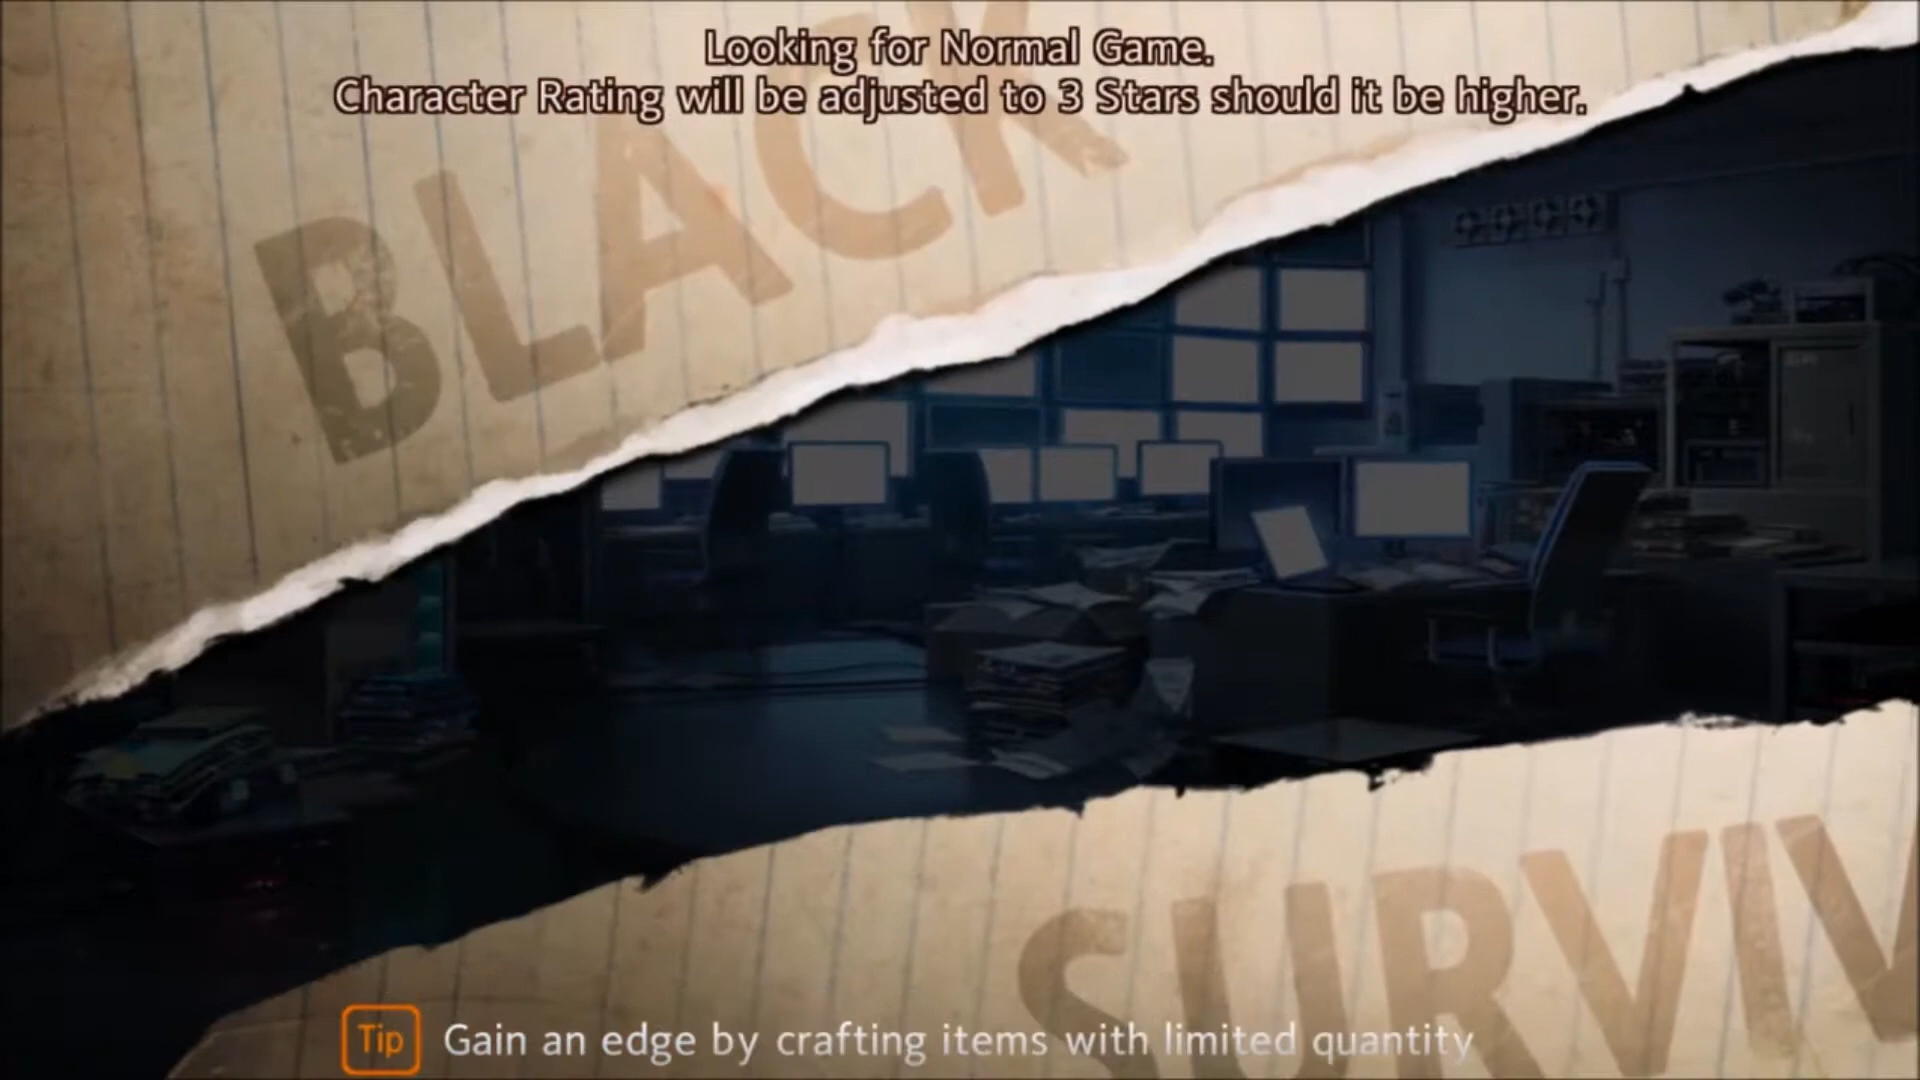 Looking for Normal Game.
Character Rating will be adjusted to 3 Stars should it be higher.
BLACK
SURVIV
Tip Gain an edge by crafting items with limited quantity